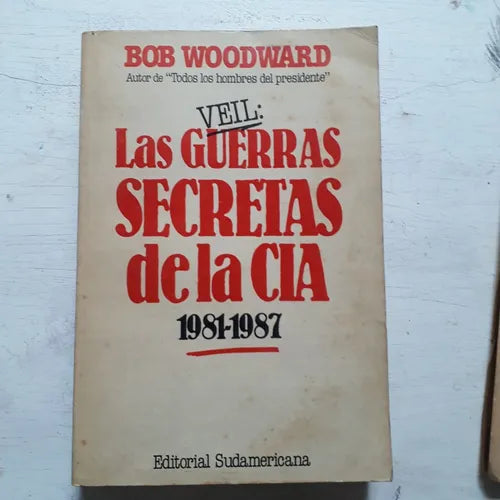 BOB WOODWARD
Autor de "Todos los hombres del presidente"
VEIL:
Las GUERRAS
SECRETAS
de la CIA
1981-1987
Editorial Sudamericana